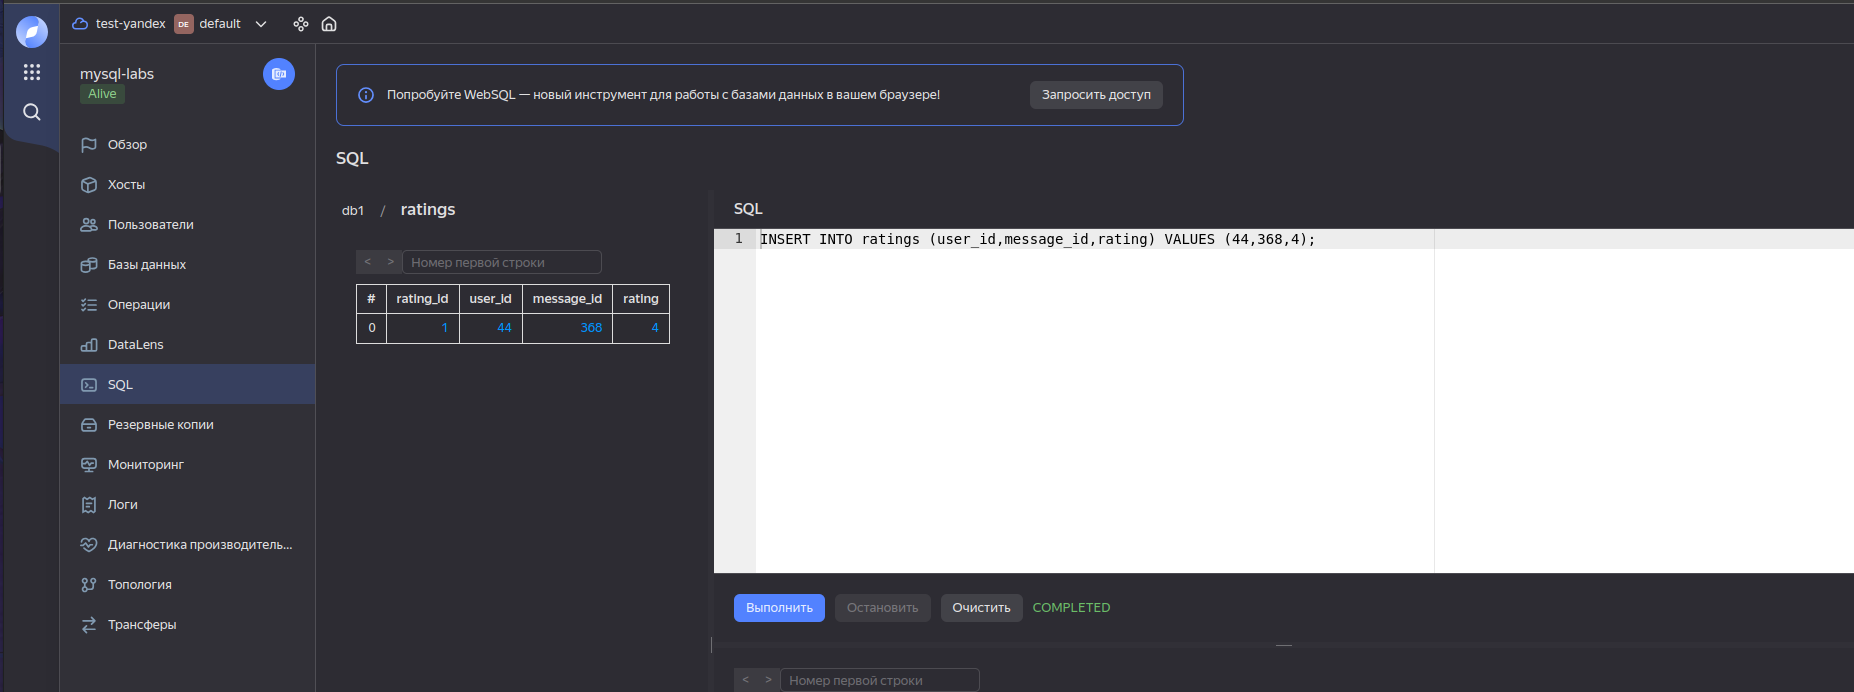 test-yandex DE default
mysql-labs
Alive
Обзор
Хосты
Пользователи
Базы данных
Операции
DataLens
SQL
Резервные копии
Мониторинг
Логи
Диагностика производитель...
Топология
Трансферы
Попробуйте WebSQL — новый инструмент для работы с базами данных в вашем браузере!
Запросить доступ
SQL
db1 / ratings
< > Номер первой строки
# rating_id user_id message_id rating
0 1 44 368 4
SQL
1 INSERT INTO ratings (user_id,message_id,rating) VALUES (44,368,4);
Выполнить Остановить Очистить COMPLETED
< > Номер первой строки